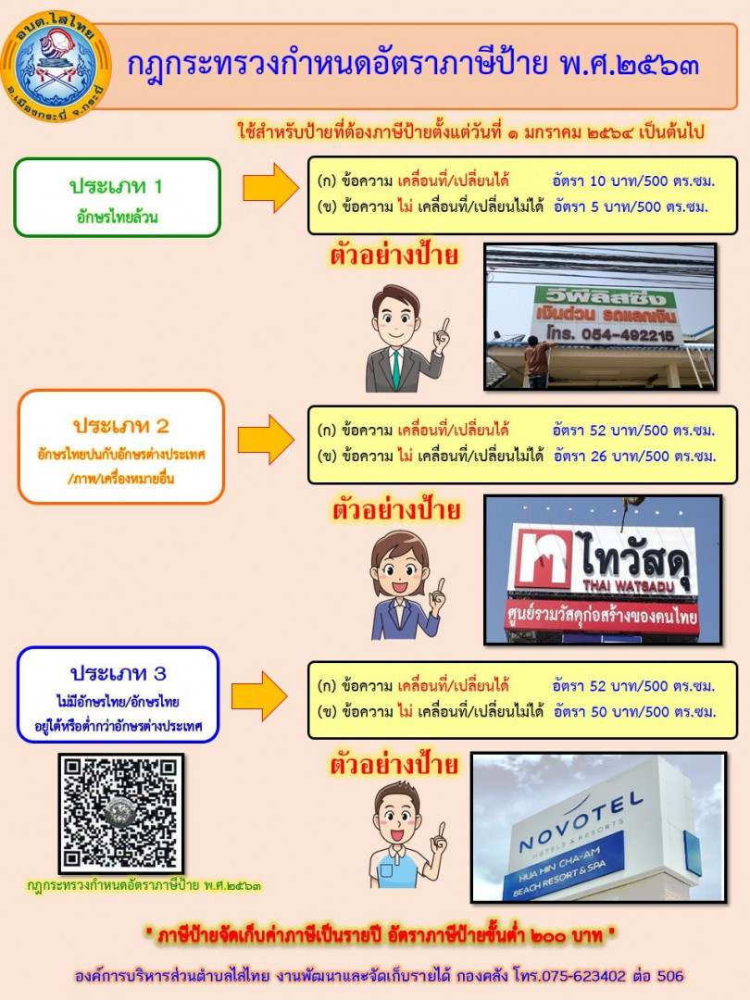 อบต.ไสไทย
อ.เมืองกระบี่ จ.กระบี่
กฎกระทรวงกำหนดอัตราภาษีป้าย พ.ศ.๒๕๖๓
ใช้สำหรับป้ายที่ต้องภาษีป้ายตั้งแต่วันที่ ๑ มกราคม ๒๕๖๔ เป็นต้นไป
ประเภท 1
อักษรไทยล้วน
(ก) ข้อความ เคลื่อนที่/เปลี่ยนได้ อัตรา 10 บาท/500 ตร.ซม.
(ข) ข้อความ ไม่ เคลื่อนที่/เปลี่ยนไม่ได้ อัตรา 5 บาท/500 ตร.ซม.
ตัวอย่างป้าย
วีพีลิสซิ่ง
เงินด่วน รถแลกเงิน
โทร. 054-492215
ประเภท 2
อักษรไทยปนกับอักษรต่างประเทศ
/ภาพ/เครื่องหมายอื่น
(ก) ข้อความ เคลื่อนที่/เปลี่ยนได้ อัตรา 52 บาท/500 ตร.ซม.
(ข) ข้อความ ไม่ เคลื่อนที่/เปลี่ยนไม่ได้ อัตรา 26 บาท/500 ตร.ซม.
ตัวอย่างป้าย
ไทวัสดุ
THAI WATSADU
ศูนย์รวมวัสดุก่อสร้างของคนไทย
ประเภท 3
ไม่มีอักษรไทย/อักษรไทย
อยู่ใต้หรือต่ำกว่าอักษรต่างประเทศ
(ก) ข้อความ เคลื่อนที่/เปลี่ยนได้ อัตรา 52 บาท/500 ตร.ซม.
(ข) ข้อความ ไม่ เคลื่อนที่/เปลี่ยนไม่ได้ อัตรา 50 บาท/500 ตร.ซม.
ตัวอย่างป้าย
NOVOTEL
HOTELS & RESORTS
HUA HIN CHA-AM
BEACH RESORT & SPA
กฎกระทรวงกำหนดอัตราภาษีป้าย พ.ศ.๒๕๖๓
" ภาษีป้ายจัดเก็บค่าภาษีเป็นรายปี อัตราภาษีป้ายขั้นต่ำ ๒๐๐ บาท "
องค์การบริหารส่วนตำบลไสไทย งานพัฒนาและจัดเก็บรายได้ กองคลัง โทร.075-623402 ต่อ 506